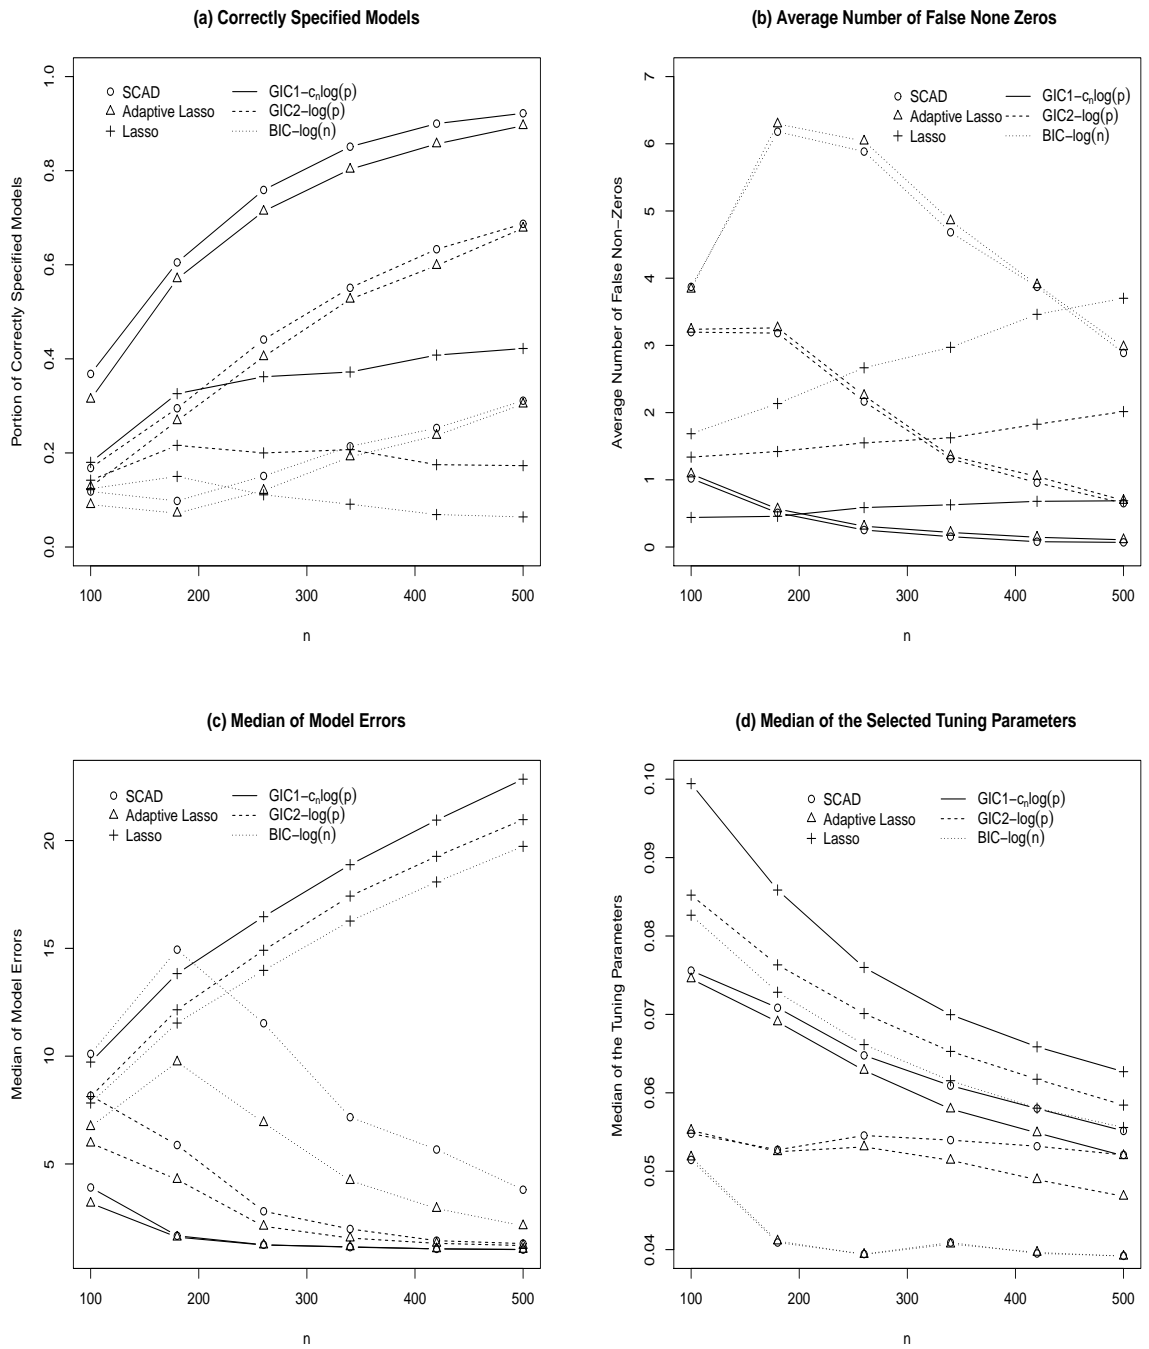 (a) Correctly Specified Models
Portion of Correctly Specified Models
1.0
0.8
0.6
0.4
0.2
0.0
SCAD
Adaptive Lasso
Lasso
GIC1−cₙlog(p)
GIC2−log(p)
BIC−log(n)
100 200 300 400 500
n
(b) Average Number of False None Zeros
Average Number of False Non−Zeros
7
6
5
4
3
2
1
0
SCAD
Adaptive Lasso
Lasso
GIC1−cₙlog(p)
GIC2−log(p)
BIC−log(n)
100 200 300 400 500
n
(c) Median of Model Errors
Median of Model Errors
20
15
10
5
SCAD
Adaptive Lasso
Lasso
GIC1−cₙlog(p)
GIC2−log(p)
BIC−log(n)
100 200 300 400 500
n
(d) Median of the Selected Tuning Parameters
Median of the Tuning Parameters
0.10
0.09
0.08
0.07
0.06
0.05
0.04
SCAD
Adaptive Lasso
Lasso
GIC1−cₙlog(p)
GIC2−log(p)
BIC−log(n)
100 200 300 400 500
n